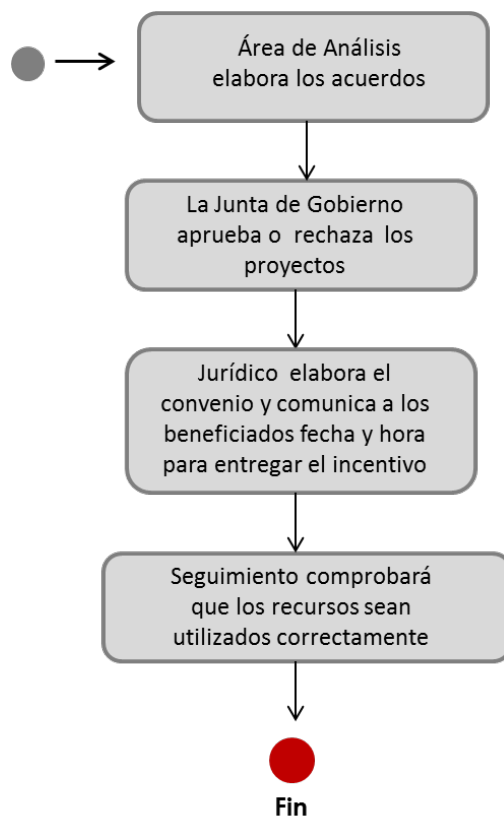 Área de Análisis
elabora los acuerdos
La Junta de Gobierno
aprueba o rechaza los
proyectos
Jurídico elabora el
convenio y comunica a los
beneficiados fecha y hora
para entregar el incentivo
Seguimiento comprobará
que los recursos sean
utilizados correctamente
Fin